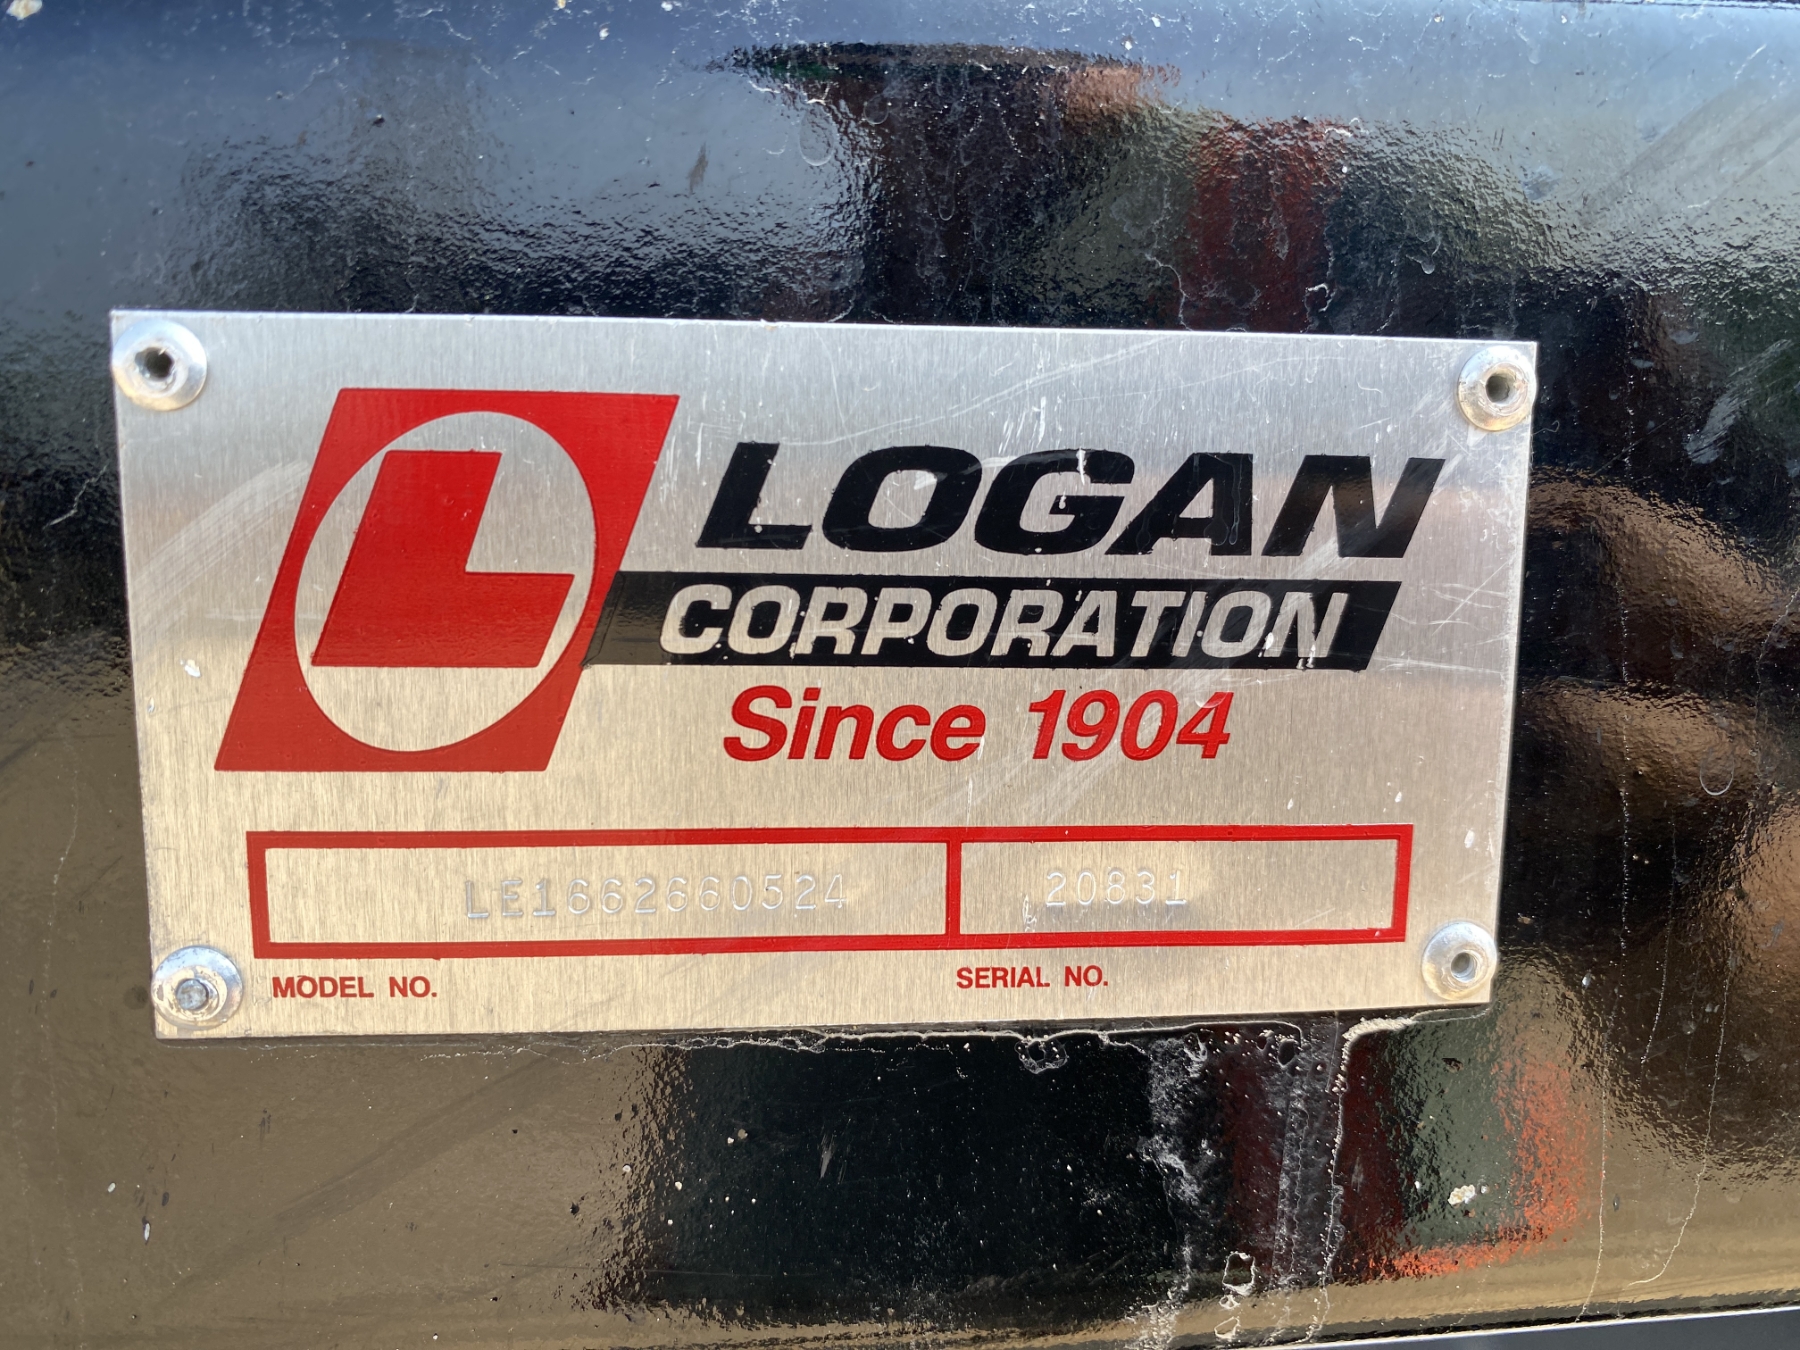 L
LOGAN
CORPORATION
Since 1904
LE1662660524 20831
MODEL NO. SERIAL NO.